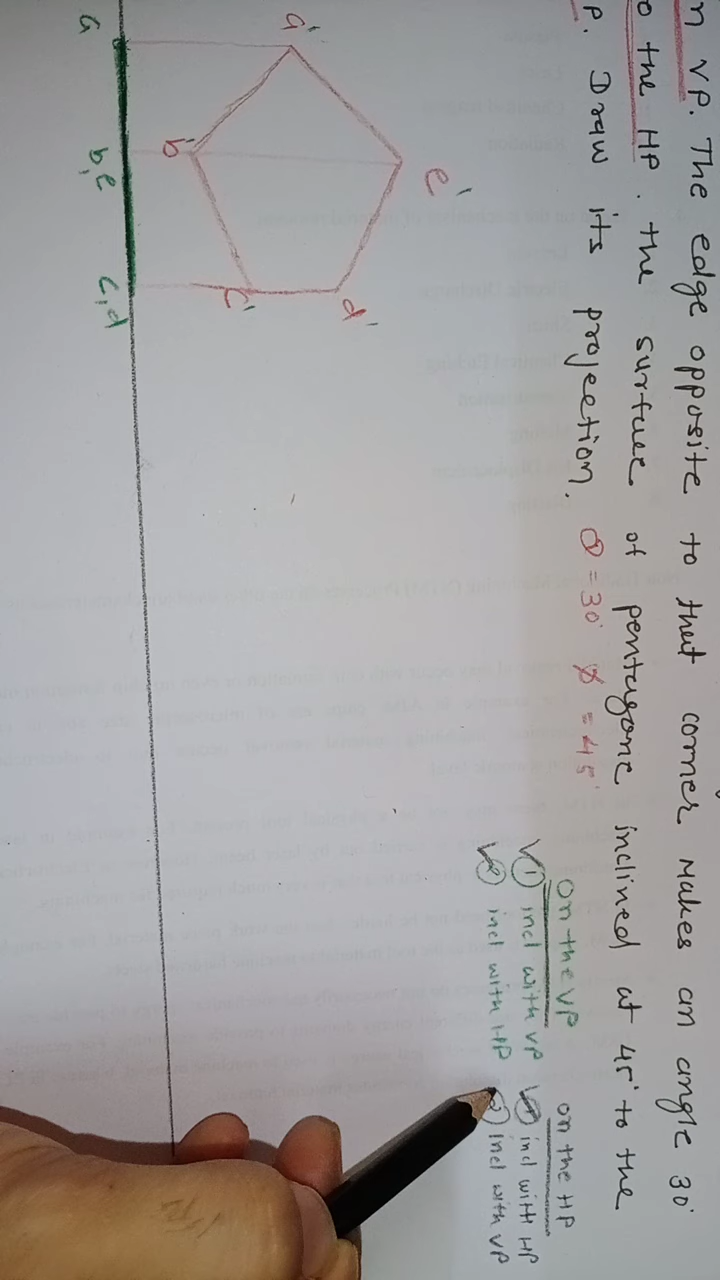 n VP. The edge opposite to that corner makes an angle 30°
o the HP. the surface of pentagone inclined at 45° to the
P. Draw its projection. Ø = 30° Ø = 45°
on the VP
① incl with VP
② incl with HP
on the HP
① incl with HP
② incl with VP
a'
b'
e'
c'
d'
a
b,e
c,d